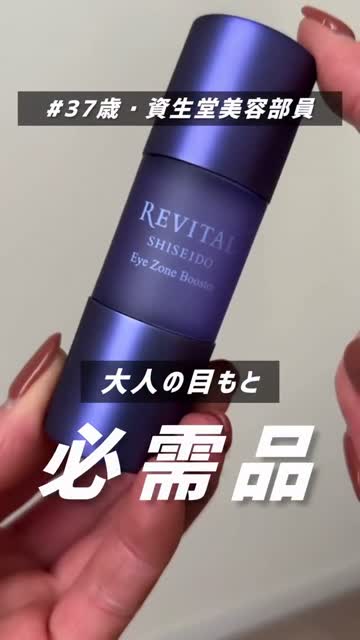 #37歳・資生堂美容部員
REVITAL
SHISEIDO
Eye Zone Booster
大人の目もと
必需品